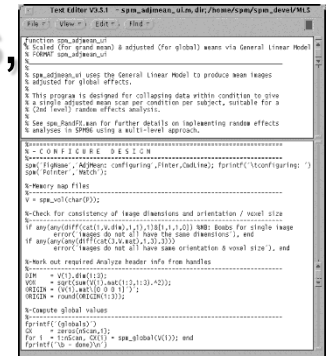 Text Editor V3.5.1 - spm_adjmean_ui.m, dir; /home/spm/spm_devel/MLS
File View Edit Find
function spm_adjmean_ui
% Scaled (for grand mean) & adjusted (for global) means via General Linear Model
% FORMAT spm_adjmean_ui
%
% spm_adjmean_ui uses the General Linear Model to produce mean images
% adjusted for global effects.
%
% This program is designed for collapsing data within condition to give
% a single adjusted mean scan per condition per subject, suitable for a
% (2nd level) random effects analysis.
%
% See spm_RandFX.man for further details on implementing random effects
% analyses in SPM96 using a multi-level approach.
%
% - C O N F I G U R E   D E S I G N
spm('FigName','AdjMean: configuring',Finter,CmdLine); fprintf('\tconfiguring: ')
spm('Pointer','Watch');
%-Memory map files
V = spm_vol(char(P));
%-Check for consistency of image dimensions and orientation / voxel size
if any(any(diff(cat(1,V.dim),1,1),1)&[1,1,1,0]) %NB: Bombs for single image
error('images do not all have the same dimensions'), end
if any(any(any(diff(cat(3,V.mat),1,3),3)))
error('images do not all have same orientation & voxel size'), end
%-Work out required Analyze header info from handles
DIM = V(1).dim(1:3);
VOX = sqrt(sum(V(1).mat(1:3,1:3).^2));
ORIGIN = (V(1).mat\[0 0 0 1]')';
ORIGIN = round(ORIGIN(1:3));
%-Compute global values
fprintf('(globals)')
GX = zeros(nScan,1);
for i = 1:nScan, GX(i) = spm_global(V(i)); end
fprintf('\b - done)\n')